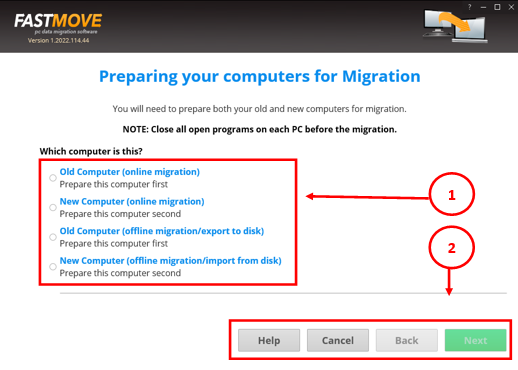 FASTMOVE
pc data migration software
Version 1.2022.114.44
Preparing your computers for Migration
You will need to prepare both your old and new computers for migration.
NOTE: Close all open programs on each PC before the migration.
Which computer is this?
Old Computer (online migration)
Prepare this computer first
New Computer (online migration)
Prepare this computer second
Old Computer (offline migration/export to disk)
Prepare this computer first
New Computer (offline migration/import from disk)
Prepare this computer second
1
2
Help Cancel Back Next